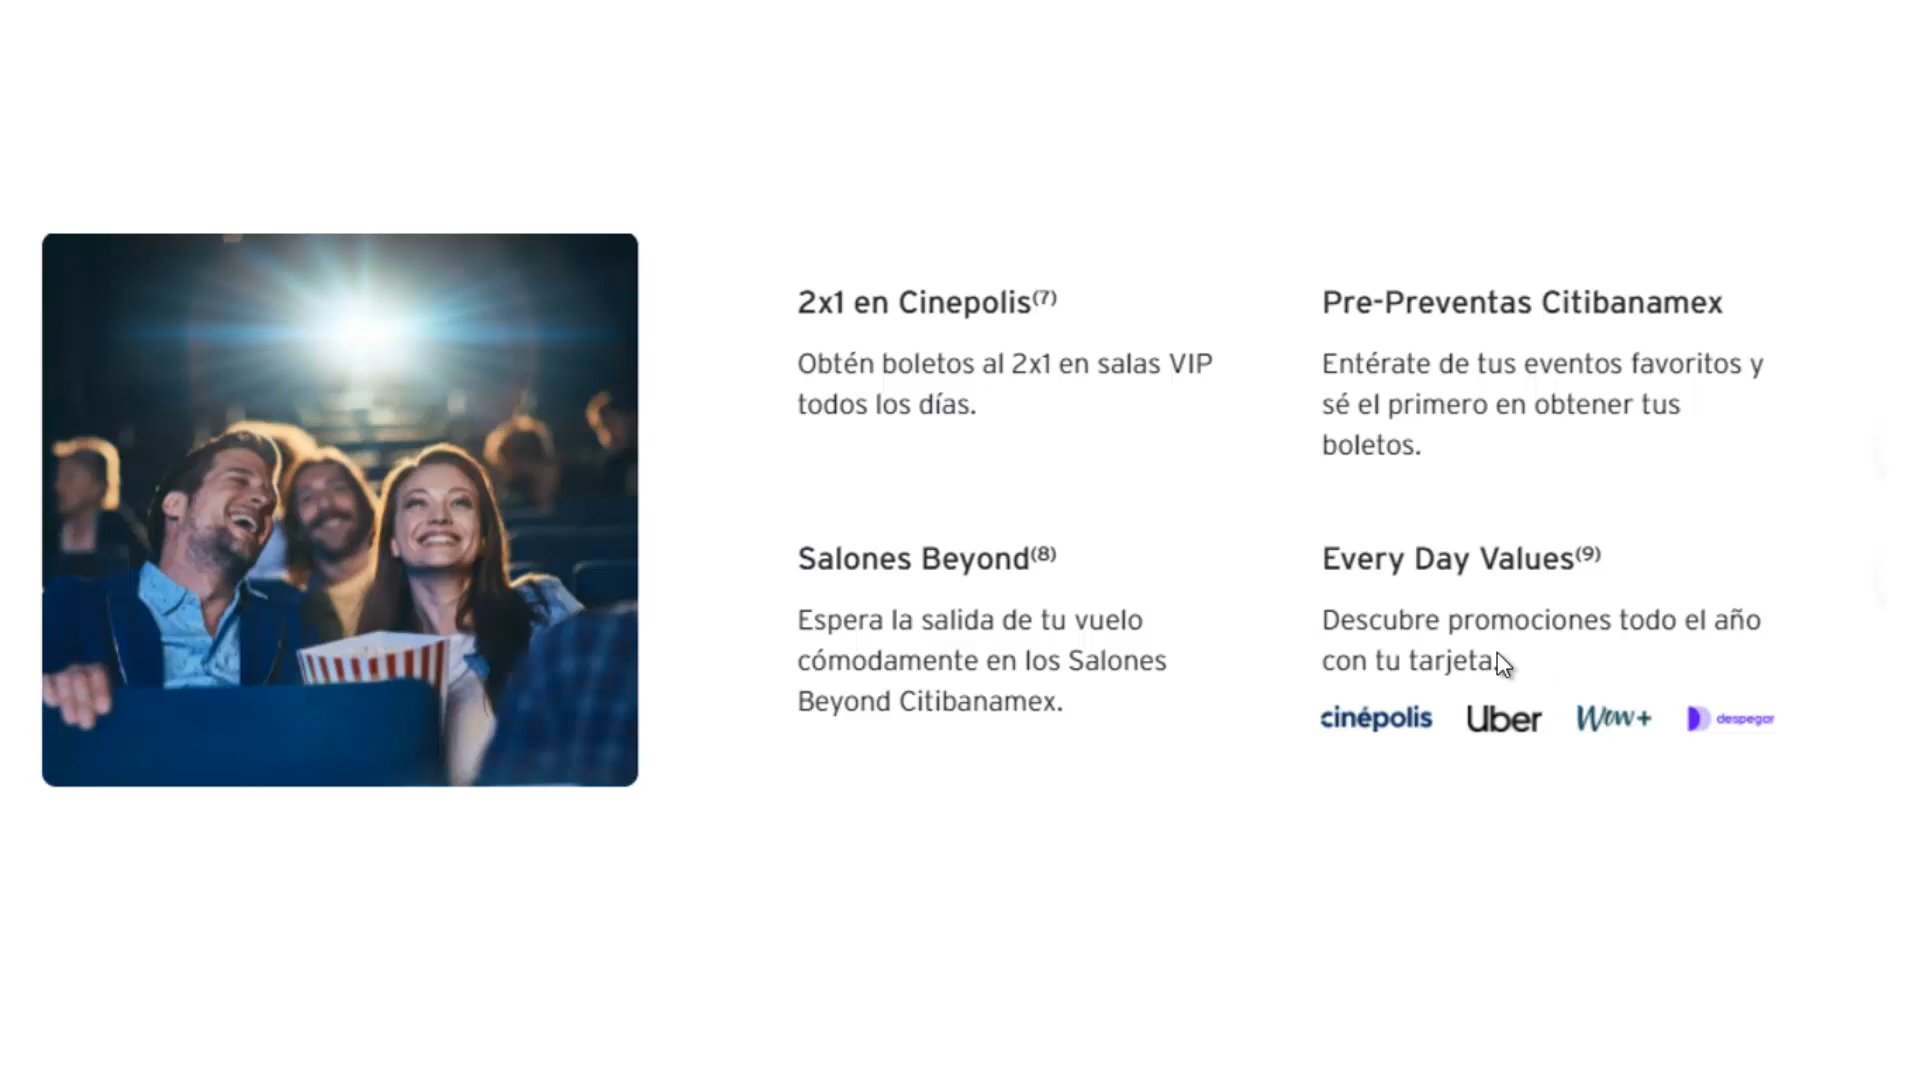 2x1 en Cinepolis(7)
Obtén boletos al 2x1 en salas VIP
todos los días.
Pre-Preventas Citibanamex
Entérate de tus eventos favoritos y
sé el primero en obtener tus
boletos.
Salones Beyond(8)
Espera la salida de tu vuelo
cómodamente en los Salones
Beyond Citibanamex.
Every Day Values(9)
Descubre promociones todo el año
con tu tarjeta.
cinépolis Uber Wow+ despegar